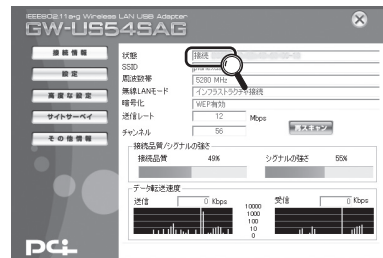 IEEE802.11a+g Wireless LAN USB Adapter
GW-US54SAG
接続情報
設定
高度な設定
サイトサーベイ
その他情報
状態 接続
SSID
周波数帯 5280 MHz
無線LANモード インフラストラクチャ接続
暗号化 WEP有効
送信レート 12 Mbps
チャンネル 56 再スキャン
接続品質/シグナルの強さ
接続品質 49% シグナルの強さ 55%
データ転送速度
送信 0 Kbps 受信 0 Kbps
10000
1000
100
10
0
PCi